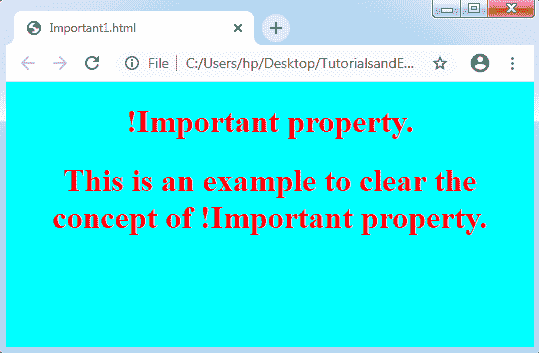 Important1.html
File
C:/Users/hp/Desktop/TutorialsandE...
!Important property.
This is an example to clear the
concept of !Important property.